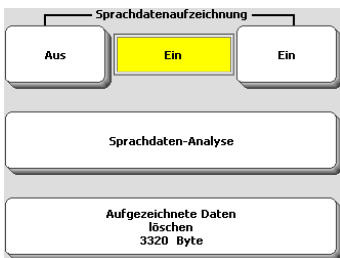 Sprachdatenaufzeichnung
Aus Ein Ein
Sprachdaten-Analyse
Aufgezeichnete Daten
löschen
3320 Byte